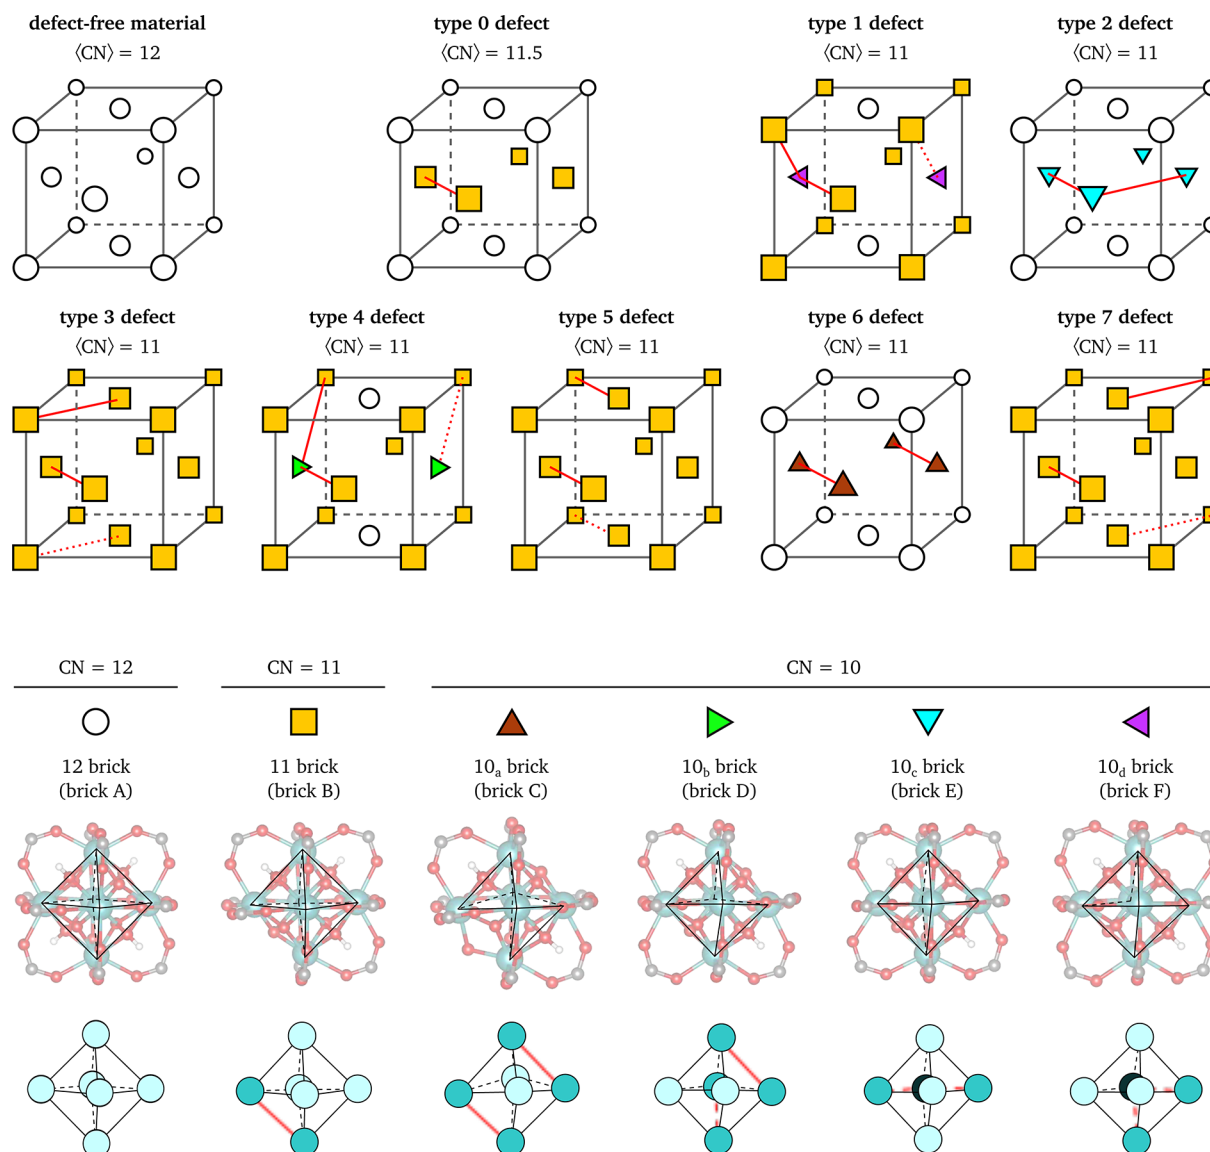 defect-free material
⟨CN⟩ = 12
type 0 defect
⟨CN⟩ = 11.5
type 1 defect
⟨CN⟩ = 11
type 2 defect
⟨CN⟩ = 11
type 3 defect
⟨CN⟩ = 11
type 4 defect
⟨CN⟩ = 11
type 5 defect
⟨CN⟩ = 11
type 6 defect
⟨CN⟩ = 11
type 7 defect
⟨CN⟩ = 11
CN = 12
CN = 11
CN = 10
12 brick
(brick A)
11 brick
(brick B)
10a brick
(brick C)
10b brick
(brick D)
10c brick
(brick E)
10d brick
(brick F)